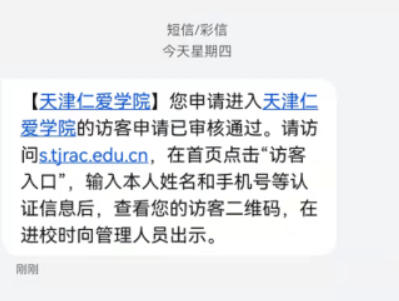 短信/彩信
今天星期四
【天津仁爱学院】您申请进入天津仁
爱学院的访客申请已审核通过。请访
问s.tjrac.edu.cn，在首页点击“访客
入口”，输入本人姓名和手机号等认
证信息后，查看您的访客二维码，在
进校时向管理人员出示。
刚刚